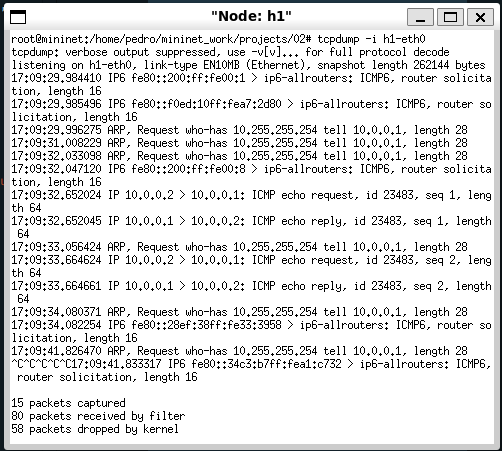 "Node: h1"
root@mininet:/home/pedro/mininet_work/projects/02# tcpdump -i h1-eth0
tcpdump: verbose output suppressed, use -v[v]... for full protocol decode
listening on h1-eth0, link-type EN10MB (Ethernet), snapshot length 262144 bytes
17:09:29.984410 IP6 fe80::200:ff:fe00:1 > ip6-allrouters: ICMP6, router solicita
tion, length 16
17:09:29.985496 IP6 fe80::f0ed:10ff:fea7:2d80 > ip6-allrouters: ICMP6, router so
licitation, length 16
17:09:29.996275 ARP, Request who-has 10.255.255.254 tell 10.0.0.1, length 28
17:09:31.008229 ARP, Request who-has 10.255.255.254 tell 10.0.0.1, length 28
17:09:32.033098 ARP, Request who-has 10.255.255.254 tell 10.0.0.1, length 28
17:09:32.047120 IP6 fe80::200:ff:fe00:8 > ip6-allrouters: ICMP6, router solicita
tion, length 16
17:09:32.652024 IP 10.0.0.2 > 10.0.0.1: ICMP echo request, id 23483, seq 1, leng
th 64
17:09:32.652045 IP 10.0.0.1 > 10.0.0.2: ICMP echo reply, id 23483, seq 1, length
 64
17:09:33.056424 ARP, Request who-has 10.255.255.254 tell 10.0.0.1, length 28
17:09:33.664624 IP 10.0.0.2 > 10.0.0.1: ICMP echo request, id 23483, seq 2, leng
th 64
17:09:33.664661 IP 10.0.0.1 > 10.0.0.2: ICMP echo reply, id 23483, seq 2, length
 64
17:09:34.080371 ARP, Request who-has 10.255.255.254 tell 10.0.0.1, length 28
17:09:34.082254 IP6 fe80::28ef:38ff:fe33:3958 > ip6-allrouters: ICMP6, router so
licitation, length 16
17:09:41.826470 ARP, Request who-has 10.255.255.254 tell 10.0.0.1, length 28
^C^C^C^C^C17:09:41.833317 IP6 fe80::34c3:b7ff:fea1:c732 > ip6-allrouters: ICMP6,
 router solicitation, length 16
15 packets captured
80 packets received by filter
58 packets dropped by kernel